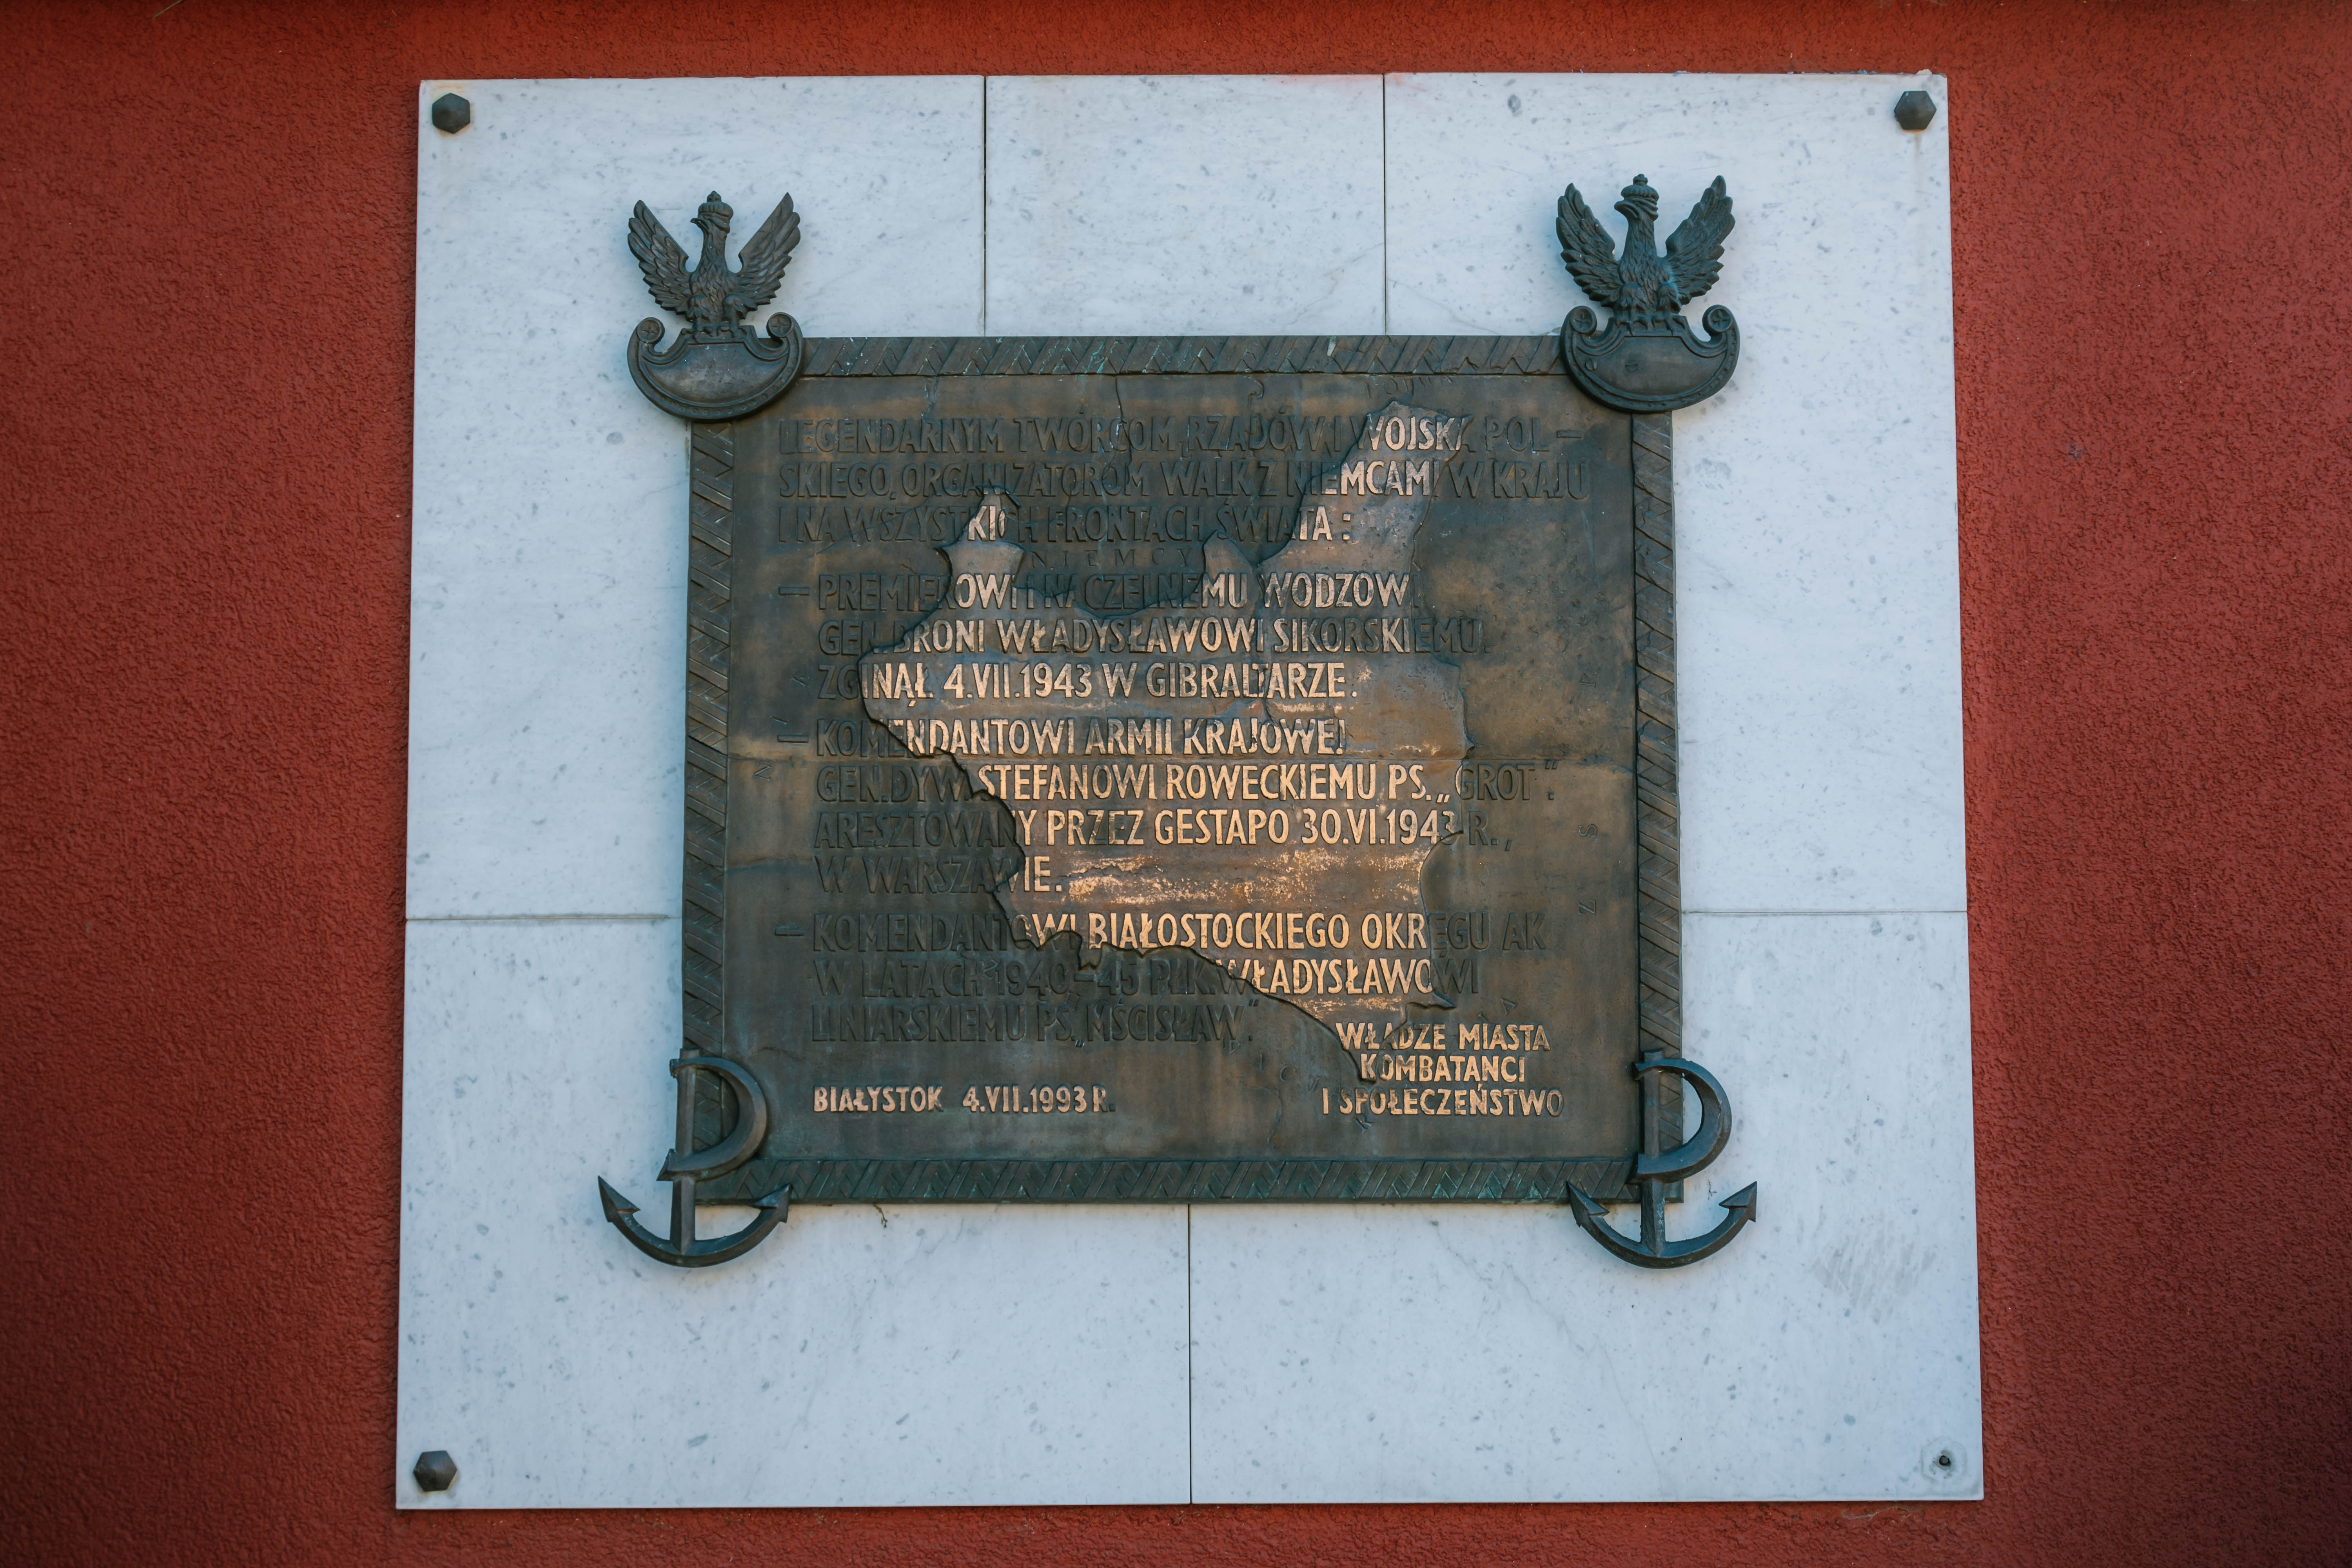 LEGENDARNYM TWÓRCOM RZĄDÓW I WOJSKA POL-
SKIEGO, ORGANIZATOROM WALK Z NIEMCAMI W KRAJU
I NA WSZYSTKICH FRONTACH ŚWIATA :
NIEMCY
— PREMIEROWI I NACZELNEMU WODZOWI
GEN. BRONI WŁADYSŁAWOWI SIKORSKIEMU.
ZGINĄŁ. 4.VII.1943 W GIBRALTARZE.
— KOMENDANTOWI ARMII KRAJOWEJ
GEN. DYW. STEFANOWI ROWECKIEMU PS. „GROT".
ARESZTOWANY PRZEZ GESTAPO 30.VI.1943 R.,
W WARSZAWIE.
— KOMENDANTOWI BIAŁOSTOCKIEGO OKRĘGU AK
W LATACH 1940-45 PŁK. WŁADYSŁAWOWI
LINIARSKIEMU PS. „MŚCISŁAW".
WŁADZE MIASTA
KOMBATANCI
I SPOŁECZEŃSTWO
BIAŁYSTOK 4.VII.1993 R.